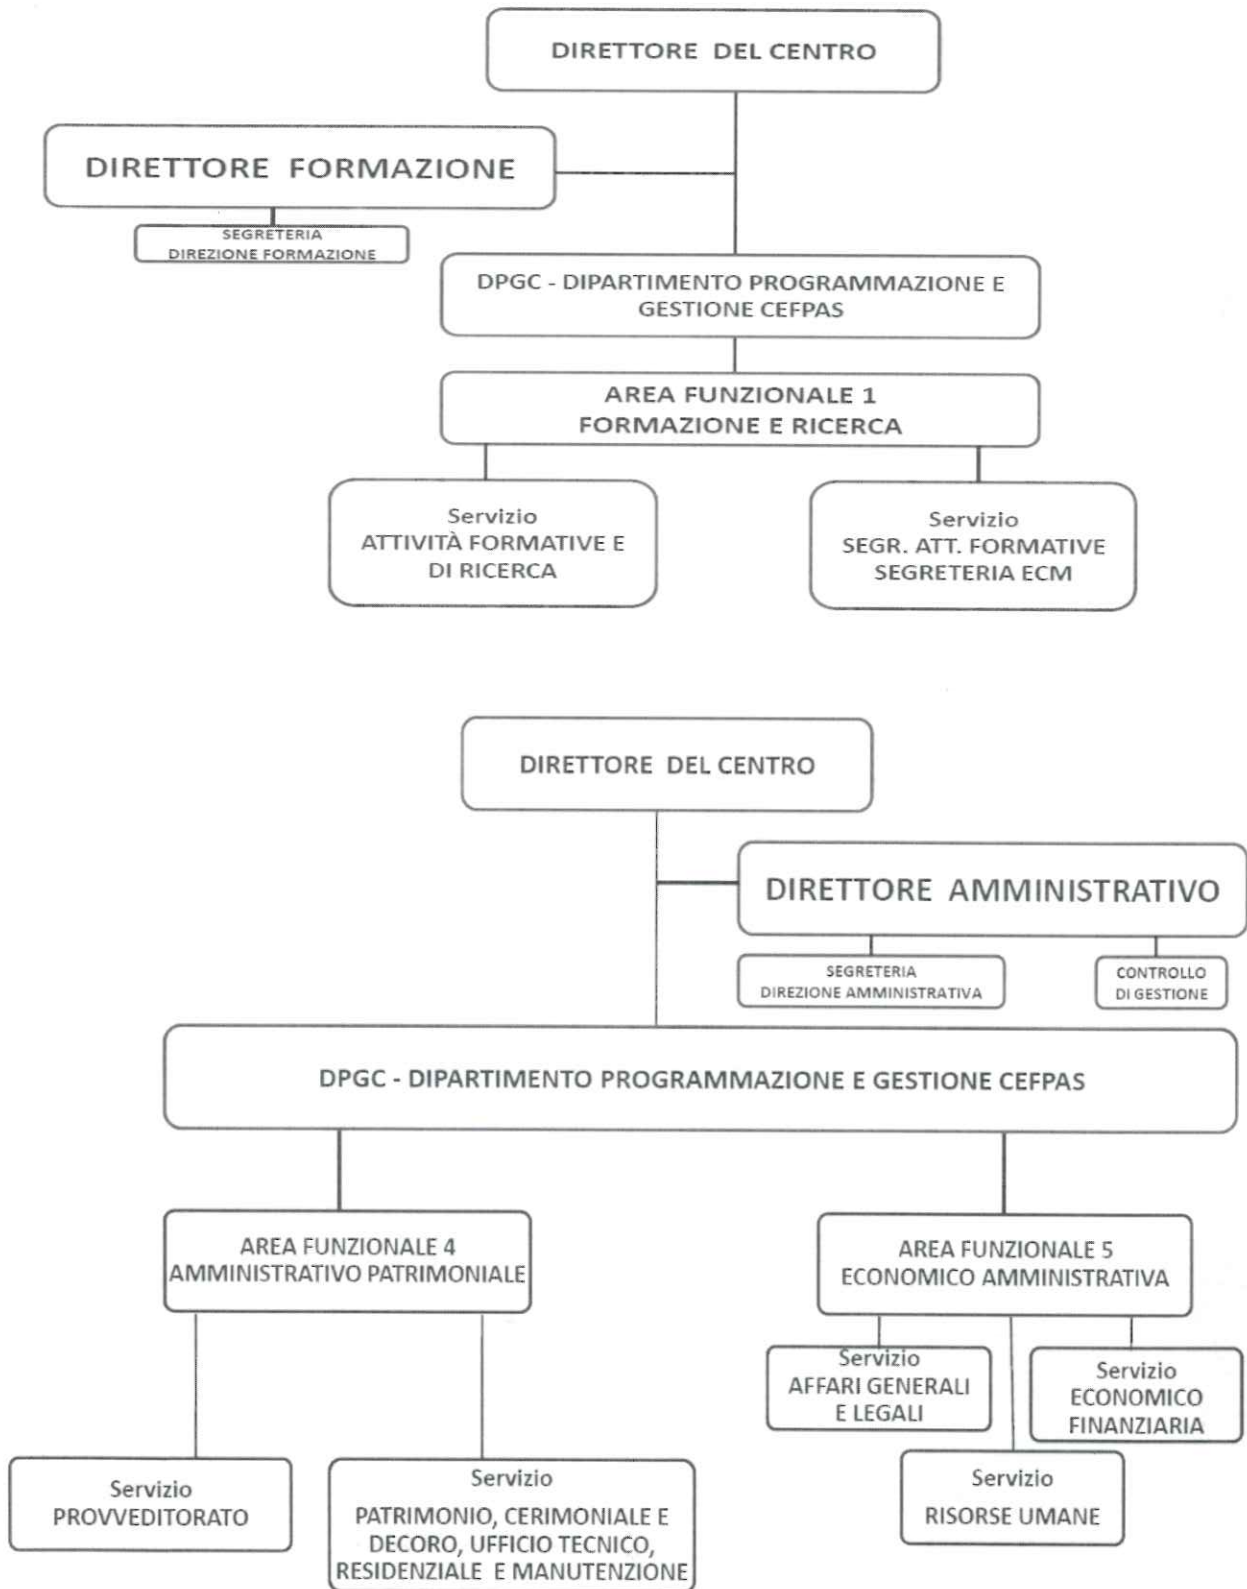 DIRETTORE DEL CENTRO
DIRETTORE FORMAZIONE
SEGRETERIA
DIREZIONE FORMAZIONE
DPGC - DIPARTIMENTO PROGRAMMAZIONE E
GESTIONE CEFPAS
AREA FUNZIONALE 1
FORMAZIONE E RICERCA
Servizio
ATTIVITÀ FORMATIVE E
DI RICERCA
Servizio
SEGR. ATT. FORMATIVE
SEGRETERIA ECM
DIRETTORE DEL CENTRO
DIRETTORE AMMINISTRATIVO
SEGRETERIA
DIREZIONE AMMINISTRATIVA
CONTROLLO
DI GESTIONE
DPGC - DIPARTIMENTO PROGRAMMAZIONE E GESTIONE CEFPAS
AREA FUNZIONALE 4
AMMINISTRATIVO PATRIMONIALE
AREA FUNZIONALE 5
ECONOMICO AMMINISTRATIVA
Servizio
AFFARI GENERALI
E LEGALI
Servizio
ECONOMICO
FINANZIARIA
Servizio
PROVVEDITORATO
Servizio
PATRIMONIO, CERIMONIALE E
DECORO, UFFICIO TECNICO,
RESIDENZIALE E MANUTENZIONE
Servizio
RISORSE UMANE